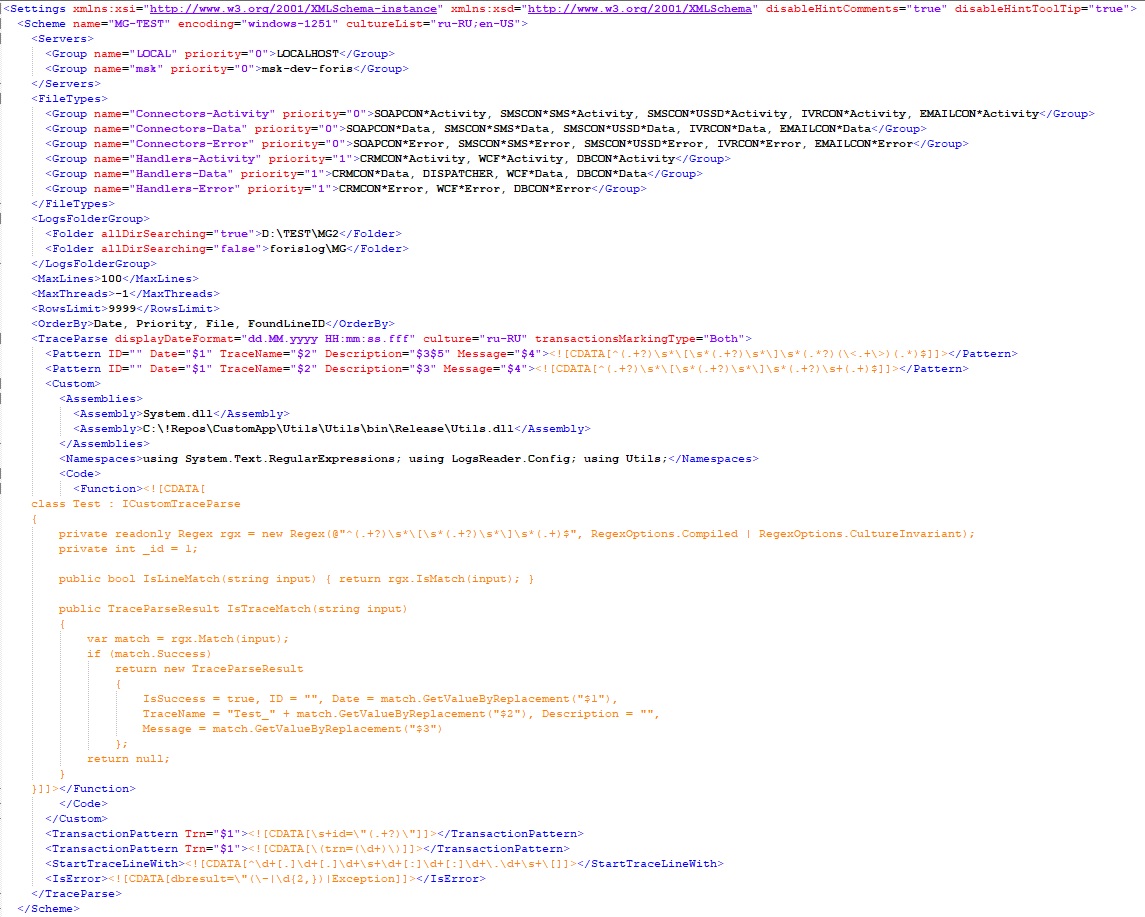 <Settings xmlns:xsi="http://www.w3.org/2001/XMLSchema-instance" xmlns:xsd="http://www.w3.org/2001/XMLSchema" disableHintComments="true" disableHintToolTip="true">
<Scheme name="MG-TEST" encoding="windows-1251" cultureList="ru-RU;en-US">
<Servers>
<Group name="LOCAL" priority="0">LOCALHOST</Group>
<Group name="msk" priority="0">msk-dev-foris</Group>
</Servers>
<FileTypes>
<Group name="Connectors-Activity" priority="0">SOAPCON*Activity, SMSCON*SMS*Activity, SMSCON*USSD*Activity, IVRCON*Activity, EMAILCON*Activity</Group>
<Group name="Connectors-Data" priority="0">SOAPCON*Data, SMSCON*SMS*Data, SMSCON*USSD*Data, IVRCON*Data, EMAILCON*Data</Group>
<Group name="Connectors-Error" priority="0">SOAPCON*Error, SMSCON*SMS*Error, SMSCON*USSD*Error, IVRCON*Error, EMAILCON*Error</Group>
<Group name="Handlers-Activity" priority="1">CRMCON*Activity, WCF*Activity, DBCON*Activity</Group>
<Group name="Handlers-Data" priority="1">CRMCON*Data, DISPATCHER, WCF*Data, DBCON*Data</Group>
<Group name="Handlers-Error" priority="1">CRMCON*Error, WCF*Error, DBCON*Error</Group>
</FileTypes>
<LogsFolderGroup>
<Folder allDirSearching="true">D:\TEST\MG2</Folder>
<Folder allDirSearching="false">forislog\MG</Folder>
</LogsFolderGroup>
<MaxLines>100</MaxLines>
<MaxThreads>-1</MaxThreads>
<RowsLimit>9999</RowsLimit>
<OrderBy>Date, Priority, File, FoundLineID</OrderBy>
<TraceParse displayDateFormat="dd.MM.yyyy HH:mm:ss.fff" culture="ru-RU" transactionsMarkingType="Both">
<Pattern ID="" Date="$1" TraceName="$2" Description="$3$5" Message="$4"><![CDATA[^(.+?)\s*\[\s*(.+?)\s*\]\s*(.*?)(\<.+\>)(.*)$]]></Pattern>
<Pattern ID="" Date="$1" TraceName="$2" Description="$3" Message="$4"><![CDATA[^(.+?)\s*\[\s*(.+?)\s*\]\s*(.+?)\s+(.+)$]]></Pattern>
<Custom>
<Assemblies>
<Assembly>System.dll</Assembly>
<Assembly>C:\!Repos\CustomApp\Utils\Utils\bin\Release\Utils.dll</Assembly>
</Assemblies>
<Namespaces>using System.Text.RegularExpressions; using LogsReader.Config; using Utils;</Namespaces>
<Code>
<Function><![CDATA[
class Test : ICustomTraceParse
{
private readonly Regex rgx = new Regex(@"^(.+?)\s*\[\s*(.+?)\s*\]\s*(.+)$", RegexOptions.Compiled | RegexOptions.CultureInvariant);
private int _id = 1;
public bool IsLineMatch(string input) { return rgx.IsMatch(input); }
public TraceParseResult IsTraceMatch(string input)
{
var match = rgx.Match(input);
if (match.Success)
return new TraceParseResult
{
IsSuccess = true, ID = "", Date = match.GetValueByReplacement("$1"),
TraceName = "Test_" + match.GetValueByReplacement("$2"), Description = "",
Message = match.GetValueByReplacement("$3")
};
return null;
}
}]]></Function>
</Code>
</Custom>
<TransactionPattern Trn="$1"><![CDATA[\s+id=\"(.+?)\"]]></TransactionPattern>
<TransactionPattern Trn="$1"><![CDATA[\(trn=(\d+)\)]]></TransactionPattern>
<StartTraceLineWith><![CDATA[^\d+[.]\d+[.]\d+\s+\d+[:]\d+[:]\d+\.\d+\s+\[]]></StartTraceLineWith>
<IsError><![CDATA[dbresult=\"(\-|\d{2,})|Exception]]></IsError>
</TraceParse>
</Scheme>